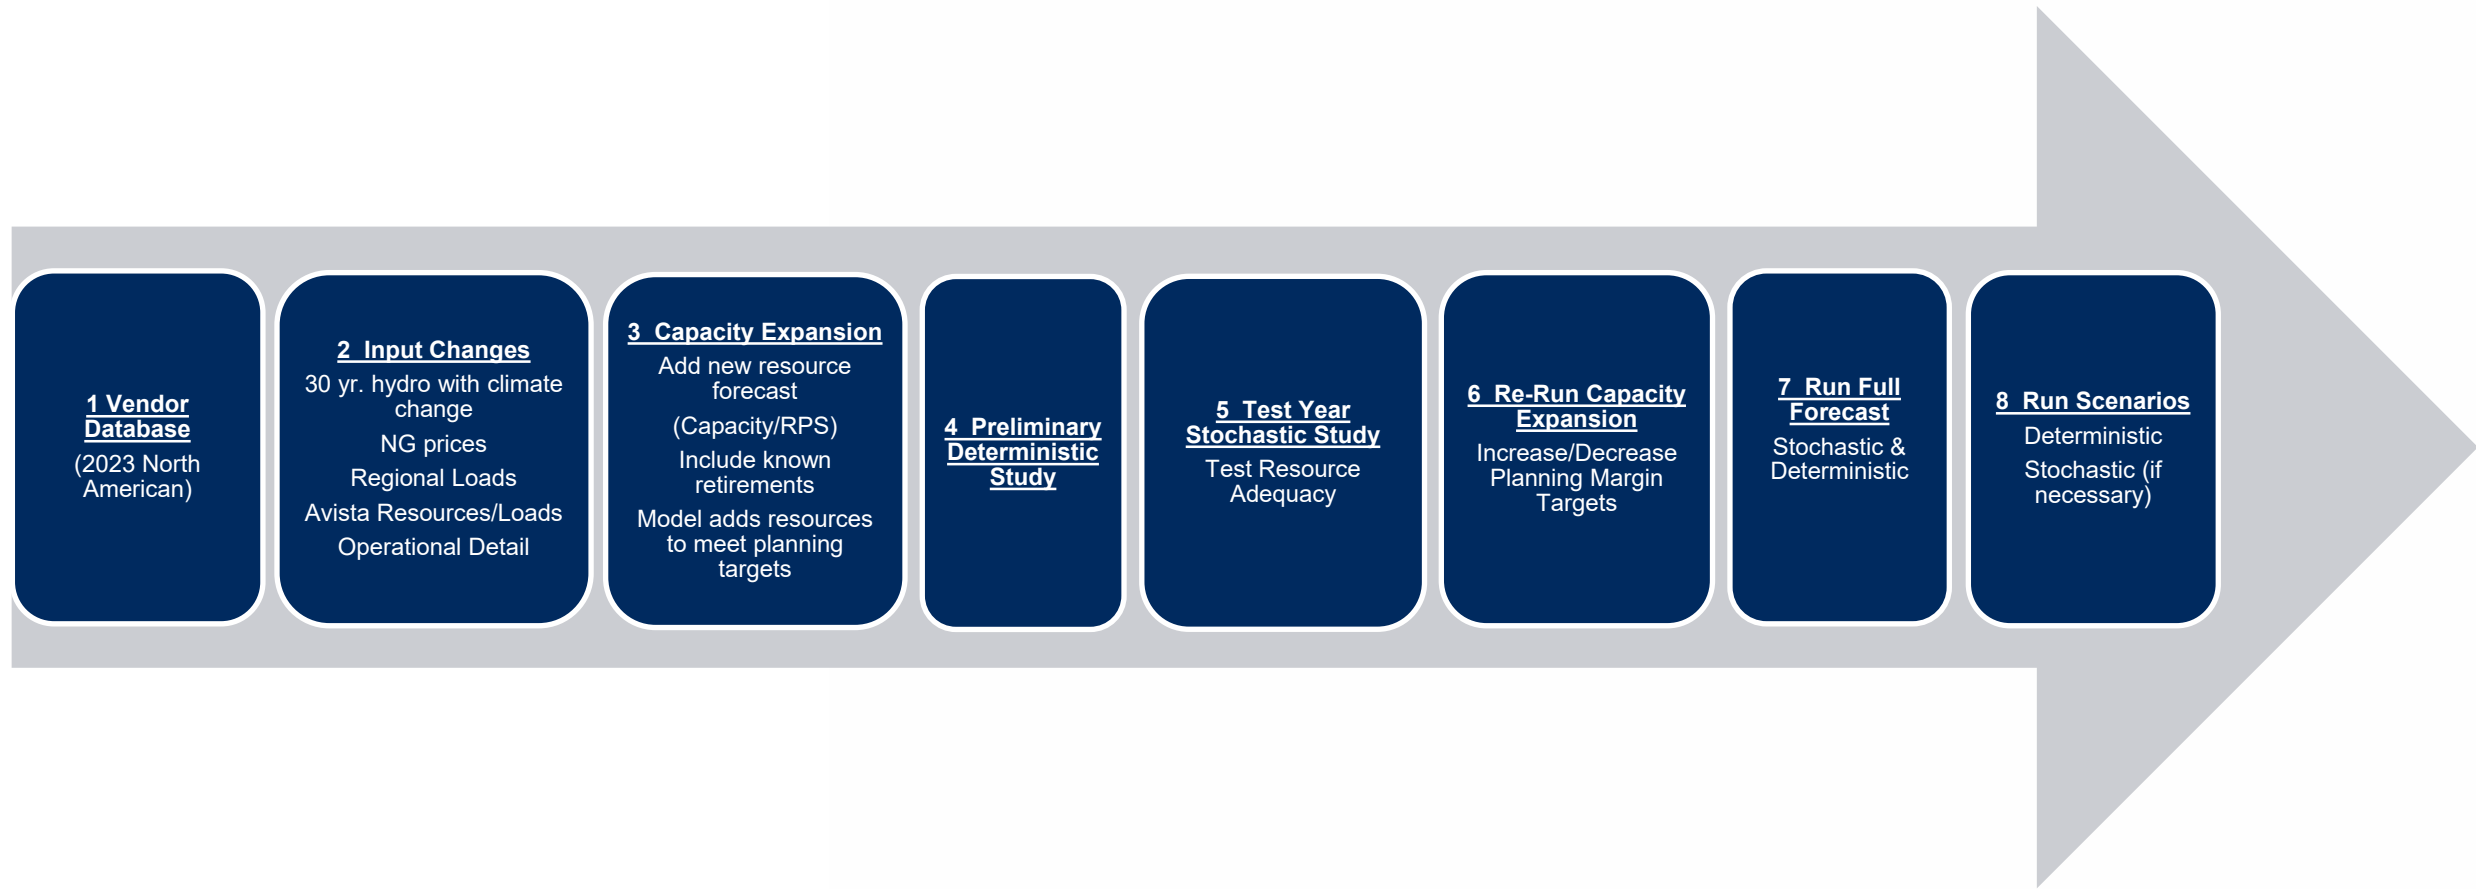 1 Vendor
Database
(2023 North
American)
2  Input Changes
30 yr. hydro with climate
change
NG prices
Regional Loads
Avista Resources/Loads
Operational Detail
3  Capacity Expansion
Add new resource
forecast
(Capacity/RPS)
Include known
retirements
Model adds resources
to meet planning
targets
4  Preliminary
Deterministic
Study
5  Test Year
Stochastic Study
Test Resource
Adequacy
6  Re-Run Capacity
Expansion
Increase/Decrease
Planning Margin
Targets
7  Run Full
Forecast
Stochastic &
Deterministic
8  Run Scenarios
Deterministic
Stochastic (if
necessary)